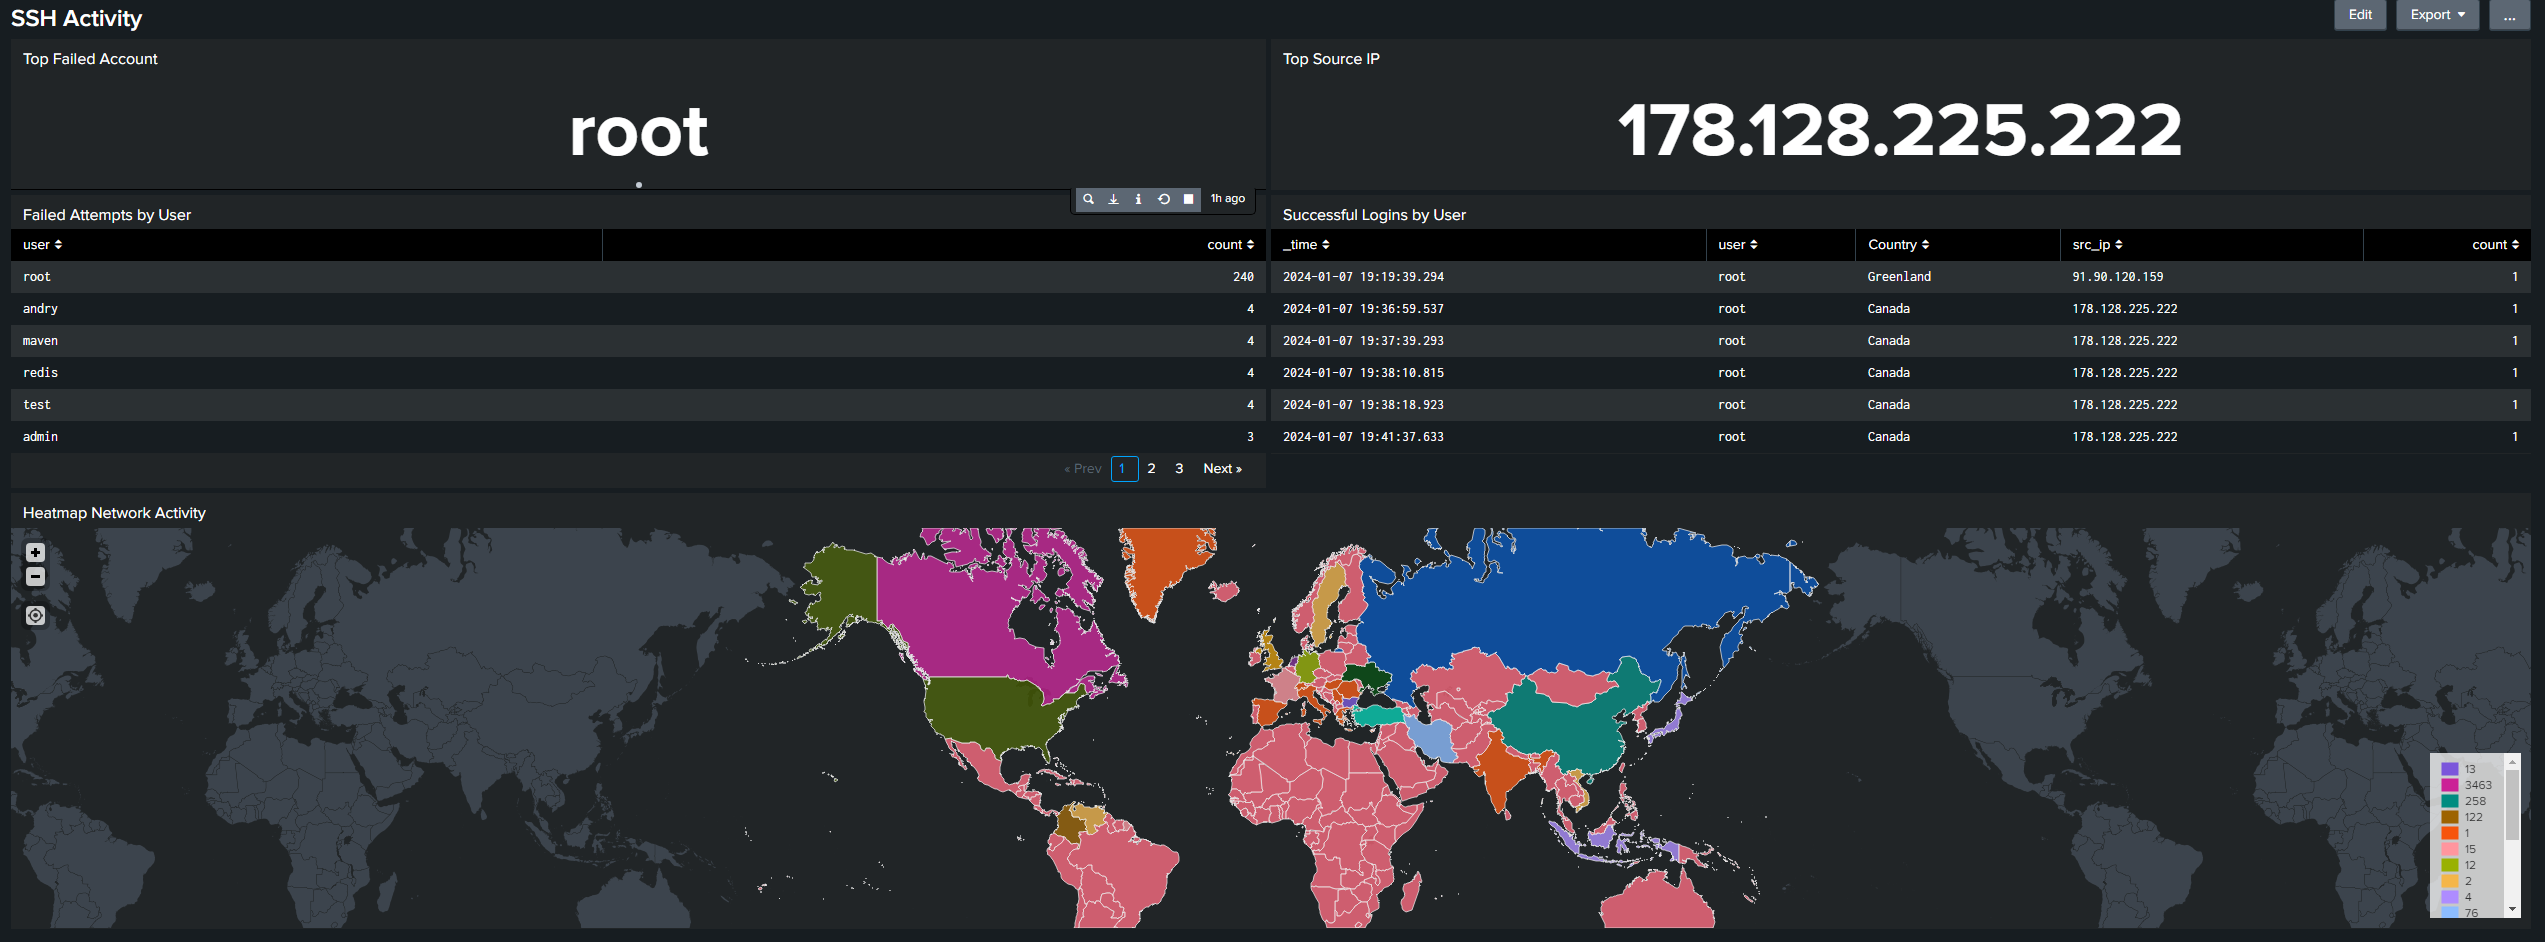 SSH Activity
Edit
Export
...
Top Failed Account
root
Top Source IP
178.128.225.222
1h ago
Failed Attempts by User
user count
root 240
andry 4
maven 4
redis 4
test 4
admin 3
« Prev 1 2 3 Next »
Successful Logins by User
_time user Country src_ip count
2024-01-07 19:19:39.294 root Greenland 91.90.120.159 1
2024-01-07 19:36:59.537 root Canada 178.128.225.222 1
2024-01-07 19:37:39.293 root Canada 178.128.225.222 1
2024-01-07 19:38:10.815 root Canada 178.128.225.222 1
2024-01-07 19:38:18.923 root Canada 178.128.225.222 1
2024-01-07 19:41:37.633 root Canada 178.128.225.222 1
Heatmap Network Activity
13
3463
258
122
1
15
12
2
4
76